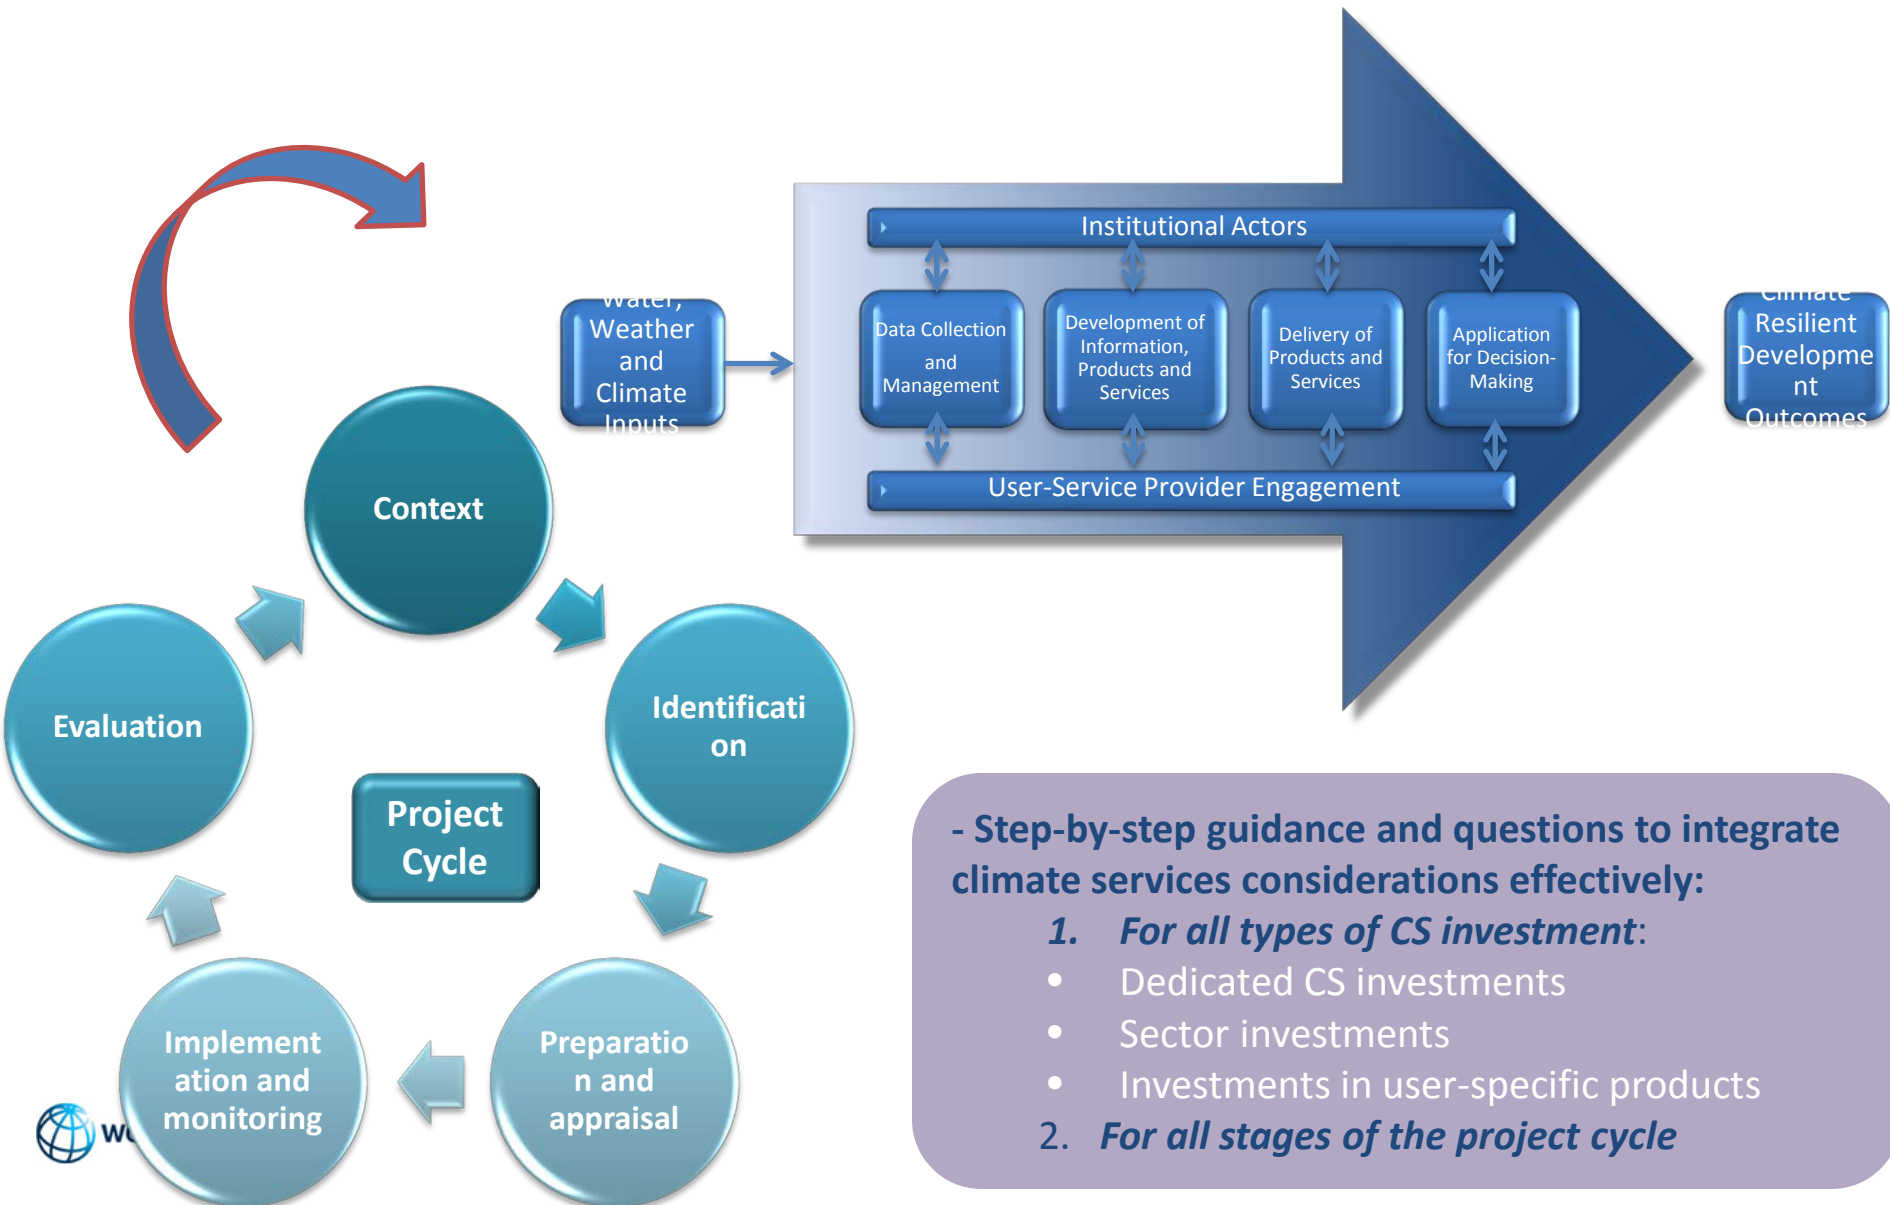 Institutional Actors
Water,
Weather
and
Climate
Inputs
Data Collection
and
Management
Development of
Information,
Products and
Services
Delivery of
Products and
Services
Application
for Decision-
Making
Climate
Resilient
Developme
nt
Outcomes
User-Service Provider Engagement
Context
Identificati
on
Preparatio
n and
appraisal
Implement
ation and
monitoring
Evaluation
Project
Cycle
- Step-by-step guidance and questions to integrate
climate services considerations effectively:
1. For all types of CS investment:
• Dedicated CS investments
• Sector investments
• Investments in user-specific products
2. For all stages of the project cycle